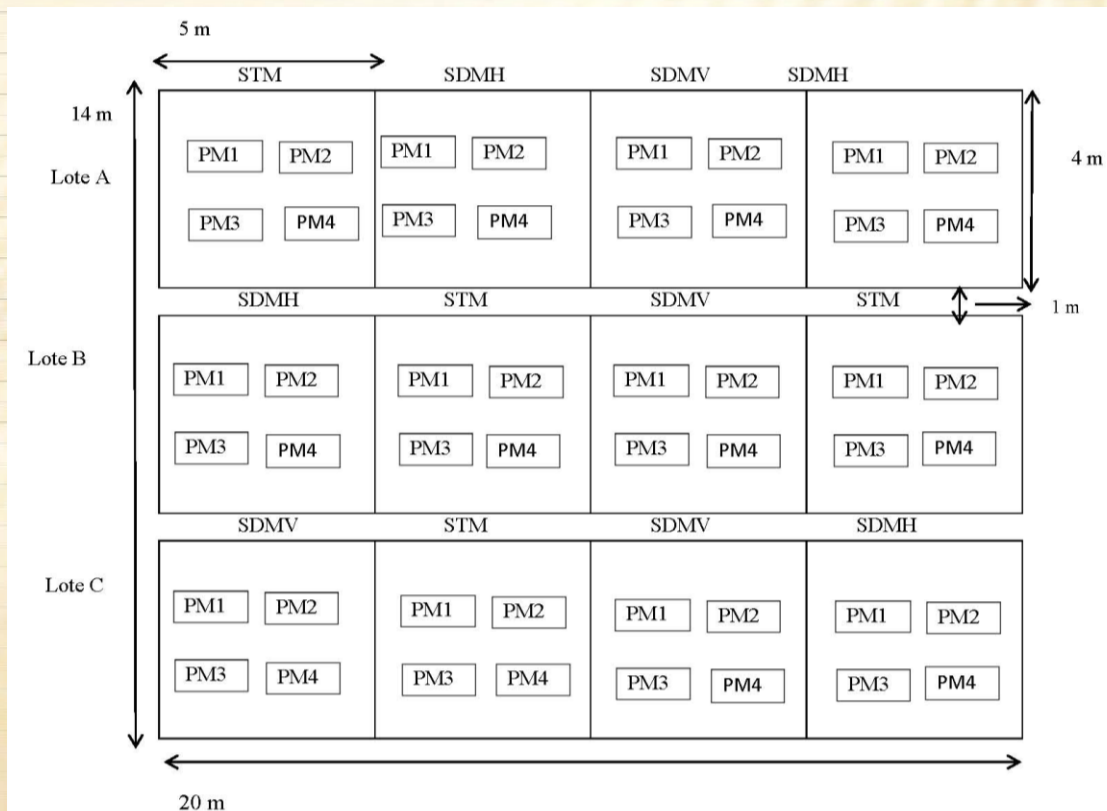 5 m
STM SDMH SDMV SDMH
14 m
Lote A
4 m
PM1 PM2 PM1 PM2 PM1 PM2 PM1 PM2
PM3 PM4 PM3 PM4 PM3 PM4 PM3 PM4
SDMH STM SDMV STM
1 m
Lote B
PM1 PM2 PM1 PM2 PM1 PM2 PM1 PM2
PM3 PM4 PM3 PM4 PM3 PM4 PM3 PM4
SDMV STM SDMV SDMH
Lote C
PM1 PM2 PM1 PM2 PM1 PM2 PM1 PM2
PM3 PM4 PM3 PM4 PM3 PM4 PM3 PM4
20 m